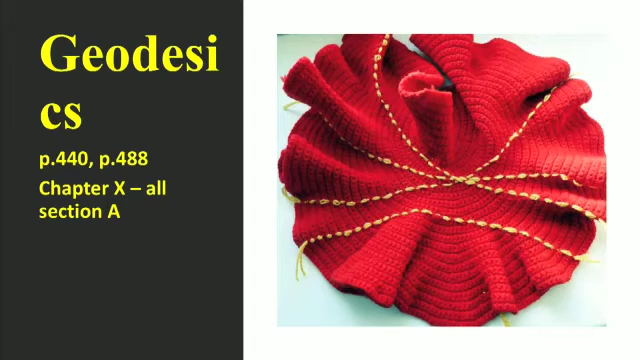 Geodesi
cs
p.440, p.488
Chapter X – all
section A